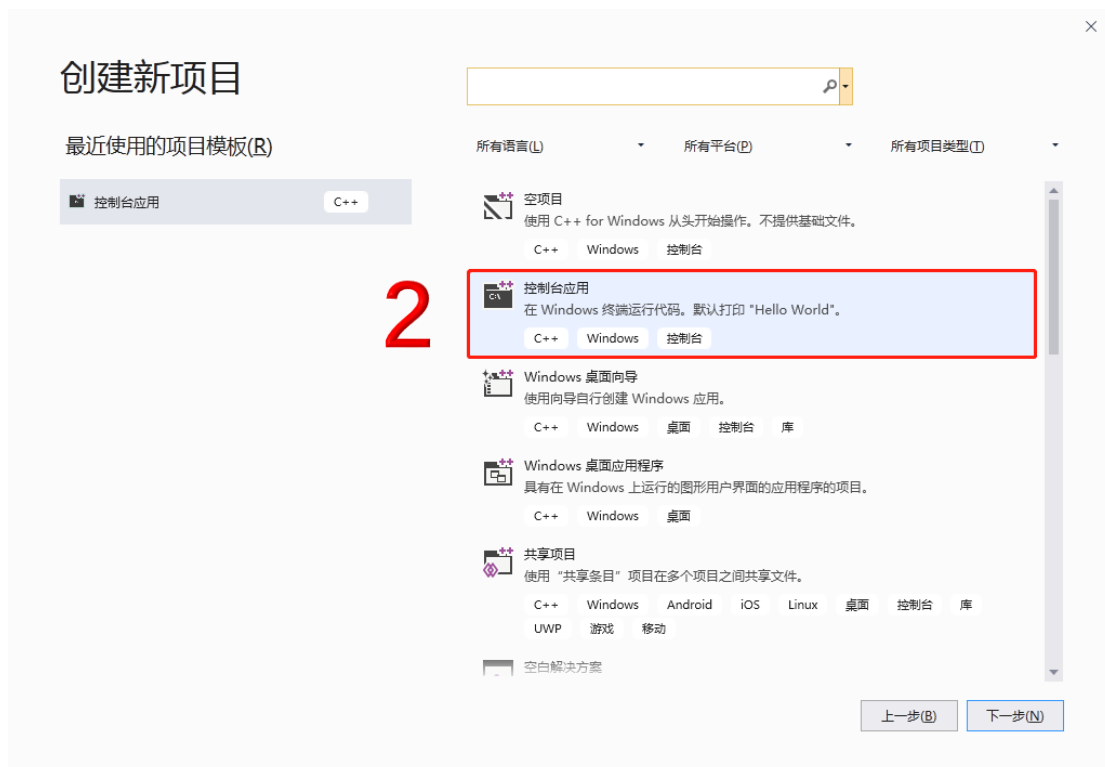 创建新项目
最近使用的项目模板(R)
控制台应用 C++
所有语言(L) 所有平台(P) 所有项目类型(T)
空项目
使用 C++ for Windows 从头开始操作。不提供基础文件。
C++ Windows 控制台
2
C:\
控制台应用
在 Windows 终端运行代码。默认打印 "Hello World"。
C++ Windows 控制台
Windows 桌面向导
使用向导自行创建 Windows 应用。
C++ Windows 桌面 控制台 库
Windows 桌面应用程序
具有在 Windows 上运行的图形用户界面的应用程序的项目。
C++ Windows 桌面
共享项目
使用“共享条目”项目在多个项目之间共享文件。
C++ Windows Android iOS Linux 桌面 控制台 库
UWP 游戏 移动
空白解决方案
上一步(B) 下一步(N)